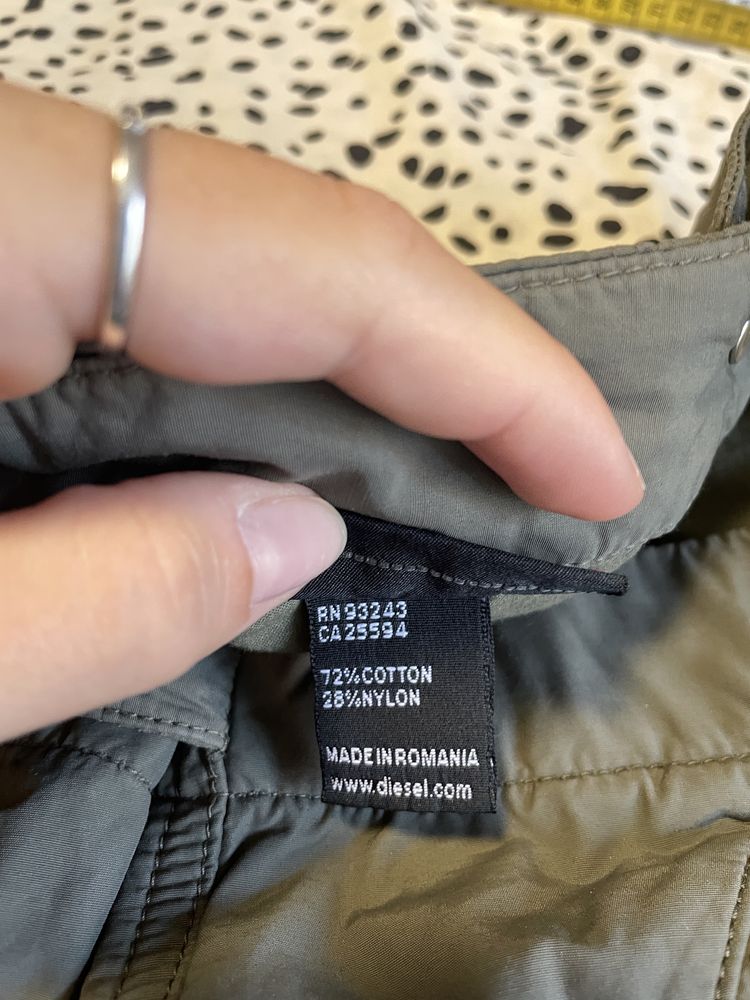 RN 93243
CA 25594
72% COTTON
28% NYLON
MADE IN ROMANIA
www.diesel.com